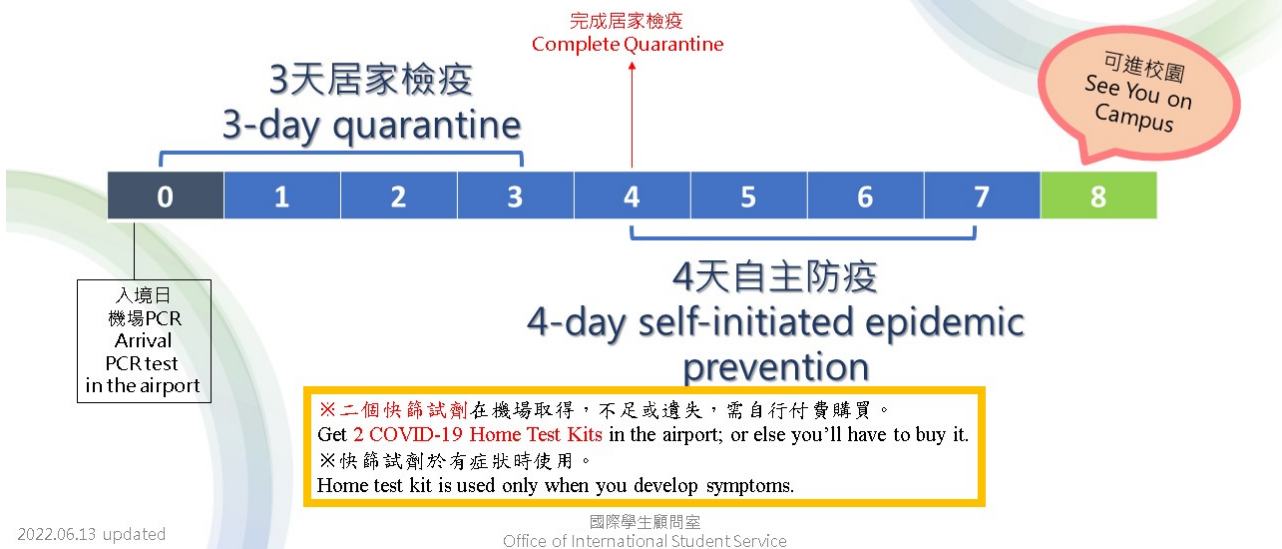 完成居家檢疫
Complete Quarantine
可進校園
See You on
Campus
3天居家檢疫
3-day quarantine
0 1 2 3 4 5 6 7 8
入境日
機場PCR
Arrival
PCR test
in the airport
4天自主防疫
4-day self-initiated epidemic
prevention
※二個快篩試劑在機場取得，不足或遺失，需自行付費購買。
Get 2 COVID-19 Home Test Kits in the airport; or else you'll have to buy it.
※快篩試劑於有症狀時使用。
Home test kit is used only when you develop symptoms.
2022.06.13 updated
國際學生顧問室
Office of International Student Service